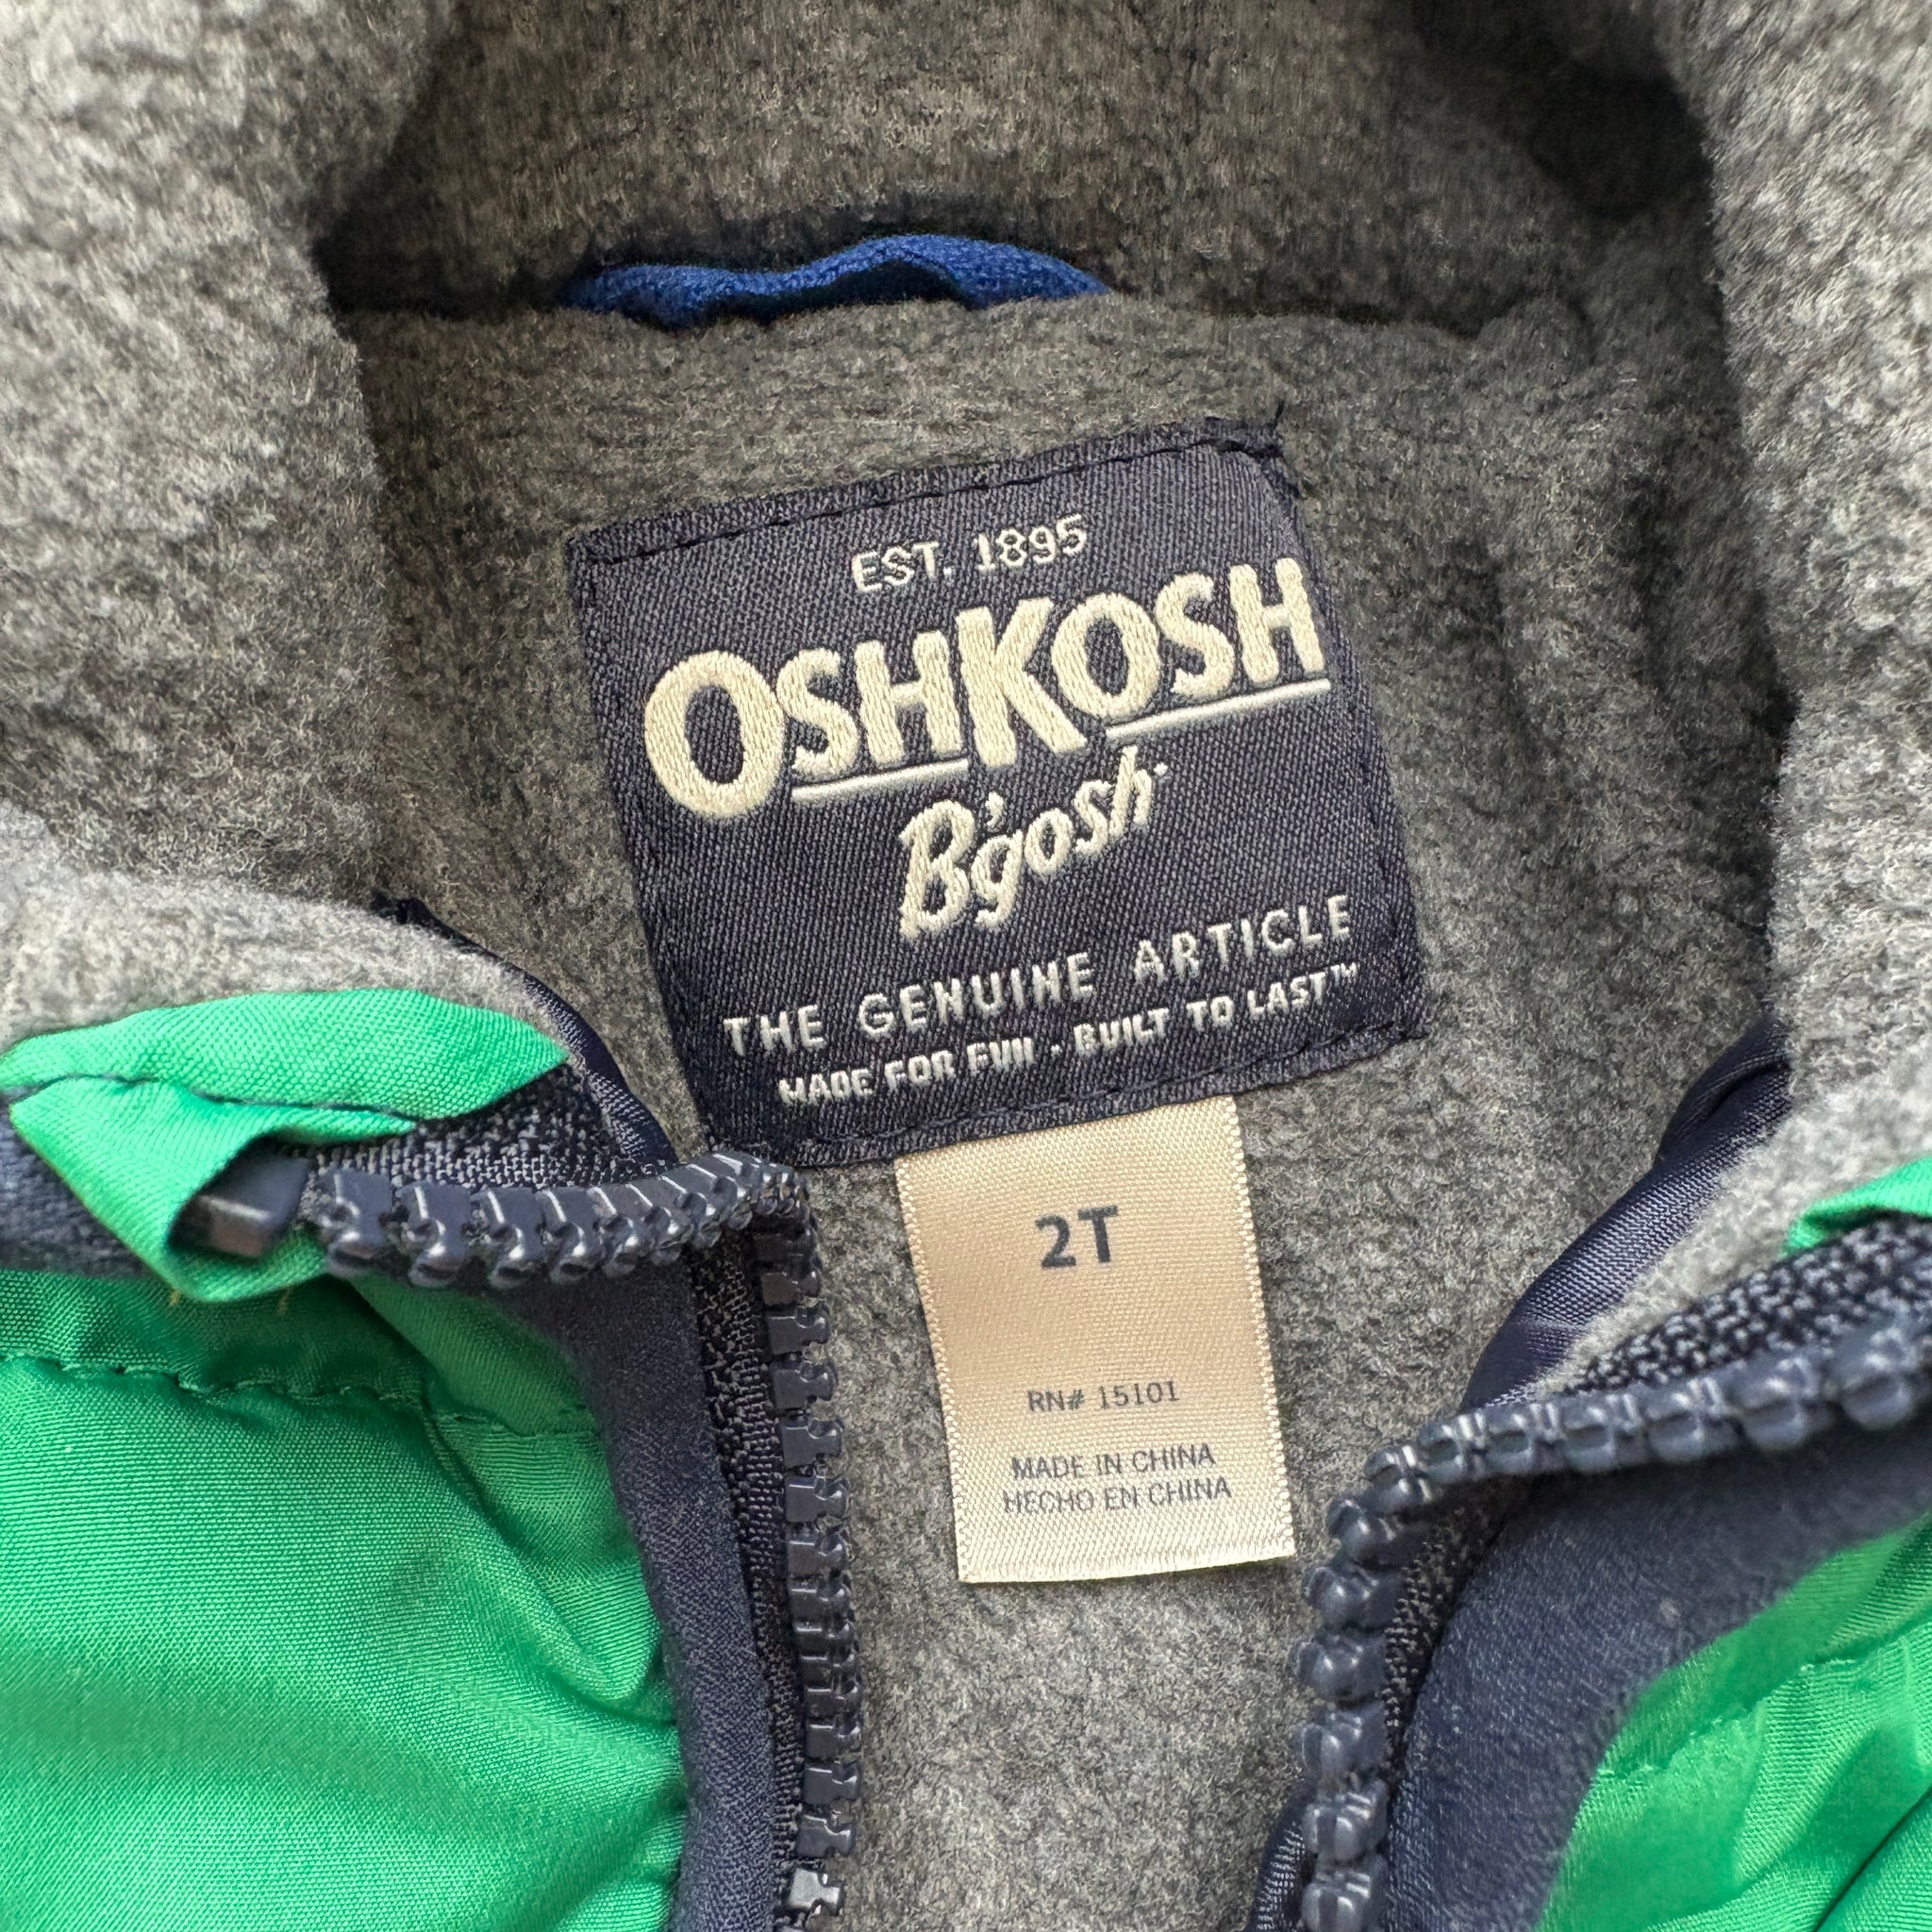 EST. 1895
OSHKOSH
B'gosh
THE GENUINE ARTICLE
MADE FOR FUN · BUILT TO LAST™
2T
RN# 15101
MADE IN CHINA
HECHO EN CHINA